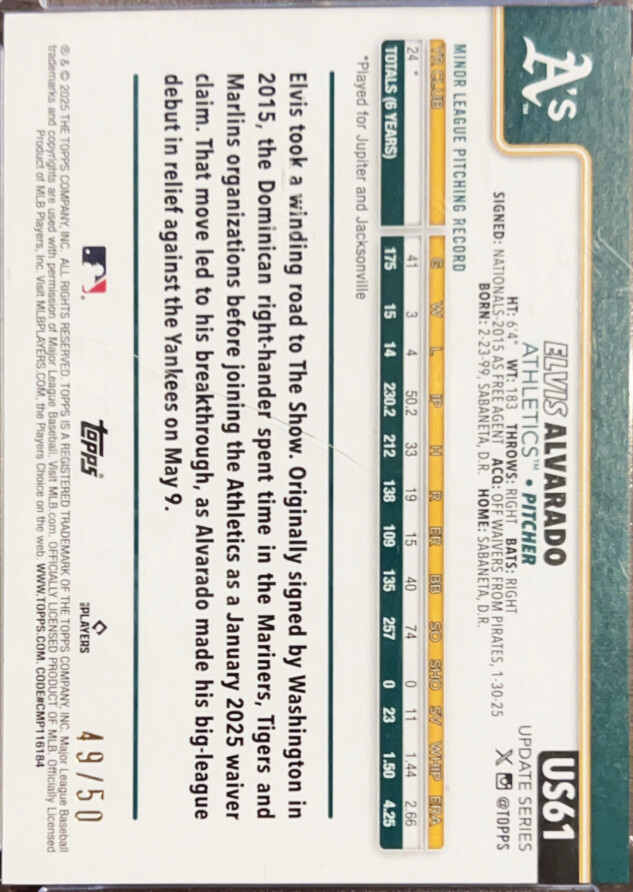 A's™
ELVIS ALVARADO
ATHLETICS™ • PITCHER
US61
UPDATE SERIES
X @TOPPS
HT: 6'4" WT: 183 THROWS: RIGHT BATS: RIGHT
SIGNED: NATIONALS-2015 AS FREE AGENT ACQ: OFF WAIVERS FROM PIRATES, 1-30-25
BORN: 2-23-99, SABANETA, D.R. HOME: SABANETA, D.R.
MINOR LEAGUE PITCHING RECORD
YR CLUB G W L IP H R ER BB SO SHO SV WHIP ERA
24 * 41 3 4 50.2 33 19 15 40 74 0 11 1.44 2.66
TOTALS (6 YEARS) 175 15 14 230.2 212 138 109 135 257 0 23 1.50 4.25
*Played for Jupiter and Jacksonville
Elvis took a winding road to The Show. Originally signed by Washington in
2015, the Dominican right-hander spent time in the Mariners, Tigers and
Marlins organizations before joining the Athletics as a January 2025 waiver
claim. That move led to his breakthrough, as Alvarado made his big-league
debut in relief against the Yankees on May 9.
topps®
PLAYERS
49/50
® & © 2025 THE TOPPS COMPANY, INC. ALL RIGHTS RESERVED. TOPPS IS A REGISTERED TRADEMARK OF THE TOPPS COMPANY, INC. Major League Baseball
trademarks and copyrights are used with permission of Major League Baseball. Visit MLB.com. OFFICIALLY LICENSED PRODUCT OF MLB. Officially Licensed
Product of MLB Players, Inc. Visit MLBPLAYERS.COM, the Players Choice on the web. WWW.TOPPS.COM. CODE#CMP116184